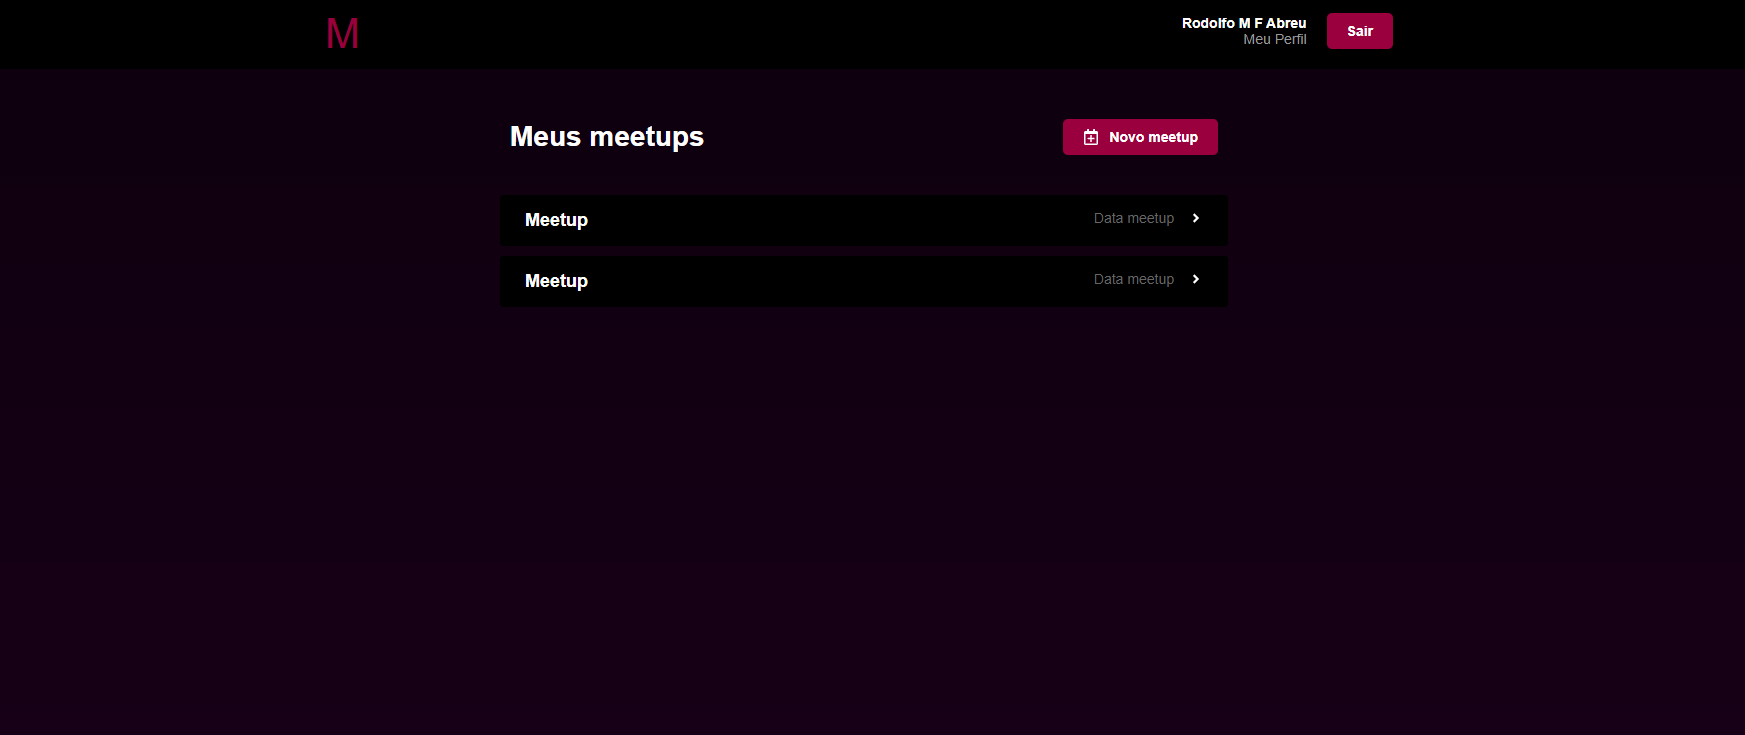 M
Rodolfo M F Abreu
Meu Perfil
Sair
Meus meetups
Novo meetup
Meetup
Data meetup
Meetup
Data meetup